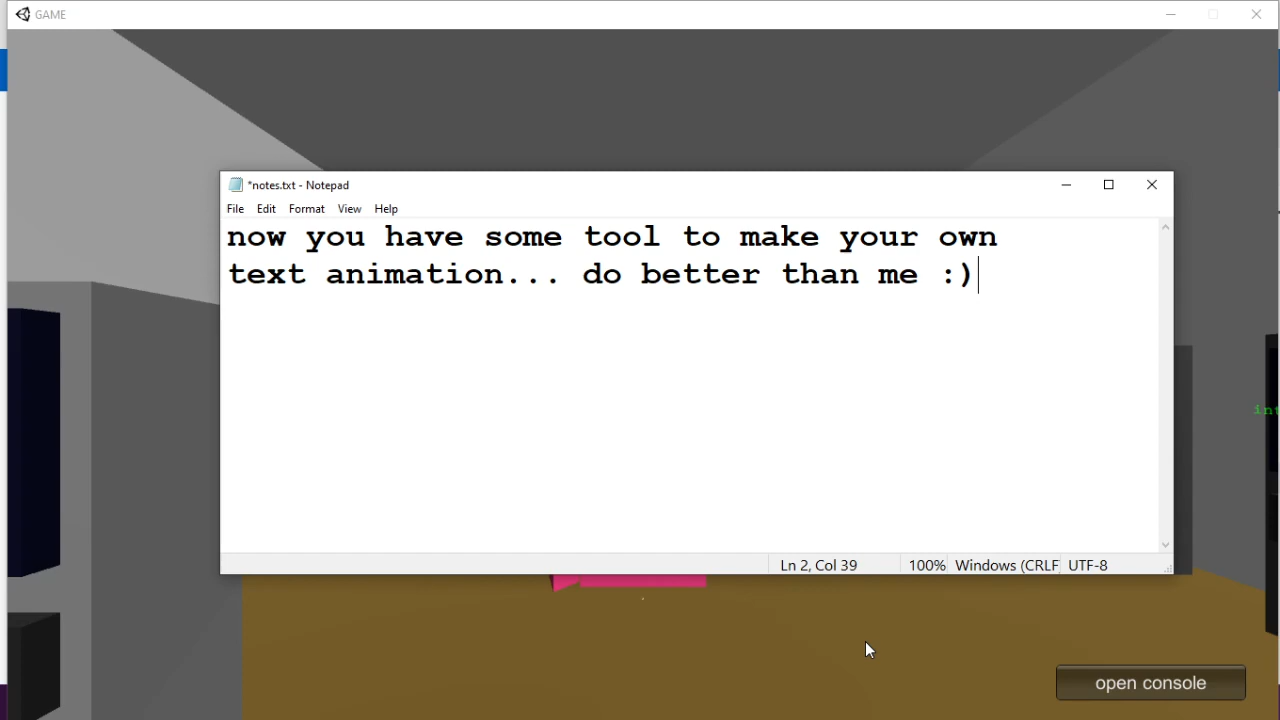 GAME
*notes.txt - Notepad
File Edit Format View Help
now you have some tool to make your own
text animation... do better than me :)
int
Ln 2, Col 39 100% Windows (CRLF UTF-8
open console